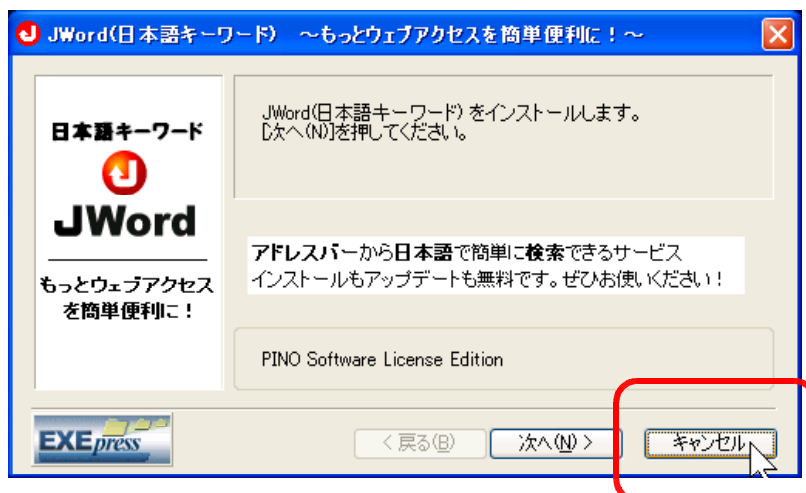 JWord(日本語キーワード) ～もっとウェブアクセスを簡単便利に！～
日本語キーワード
JWord
もっとウェブアクセス
を簡単便利に！
JWord(日本語キーワード) をインストールします。
[次へ(N)]を押してください。
アドレスバーから日本語で簡単に検索できるサービス
インストールもアップデートも無料です。ぜひお使いください！
PINO Software License Edition
EXEpress
< 戻る(B)
次へ(N) >
キャンセル